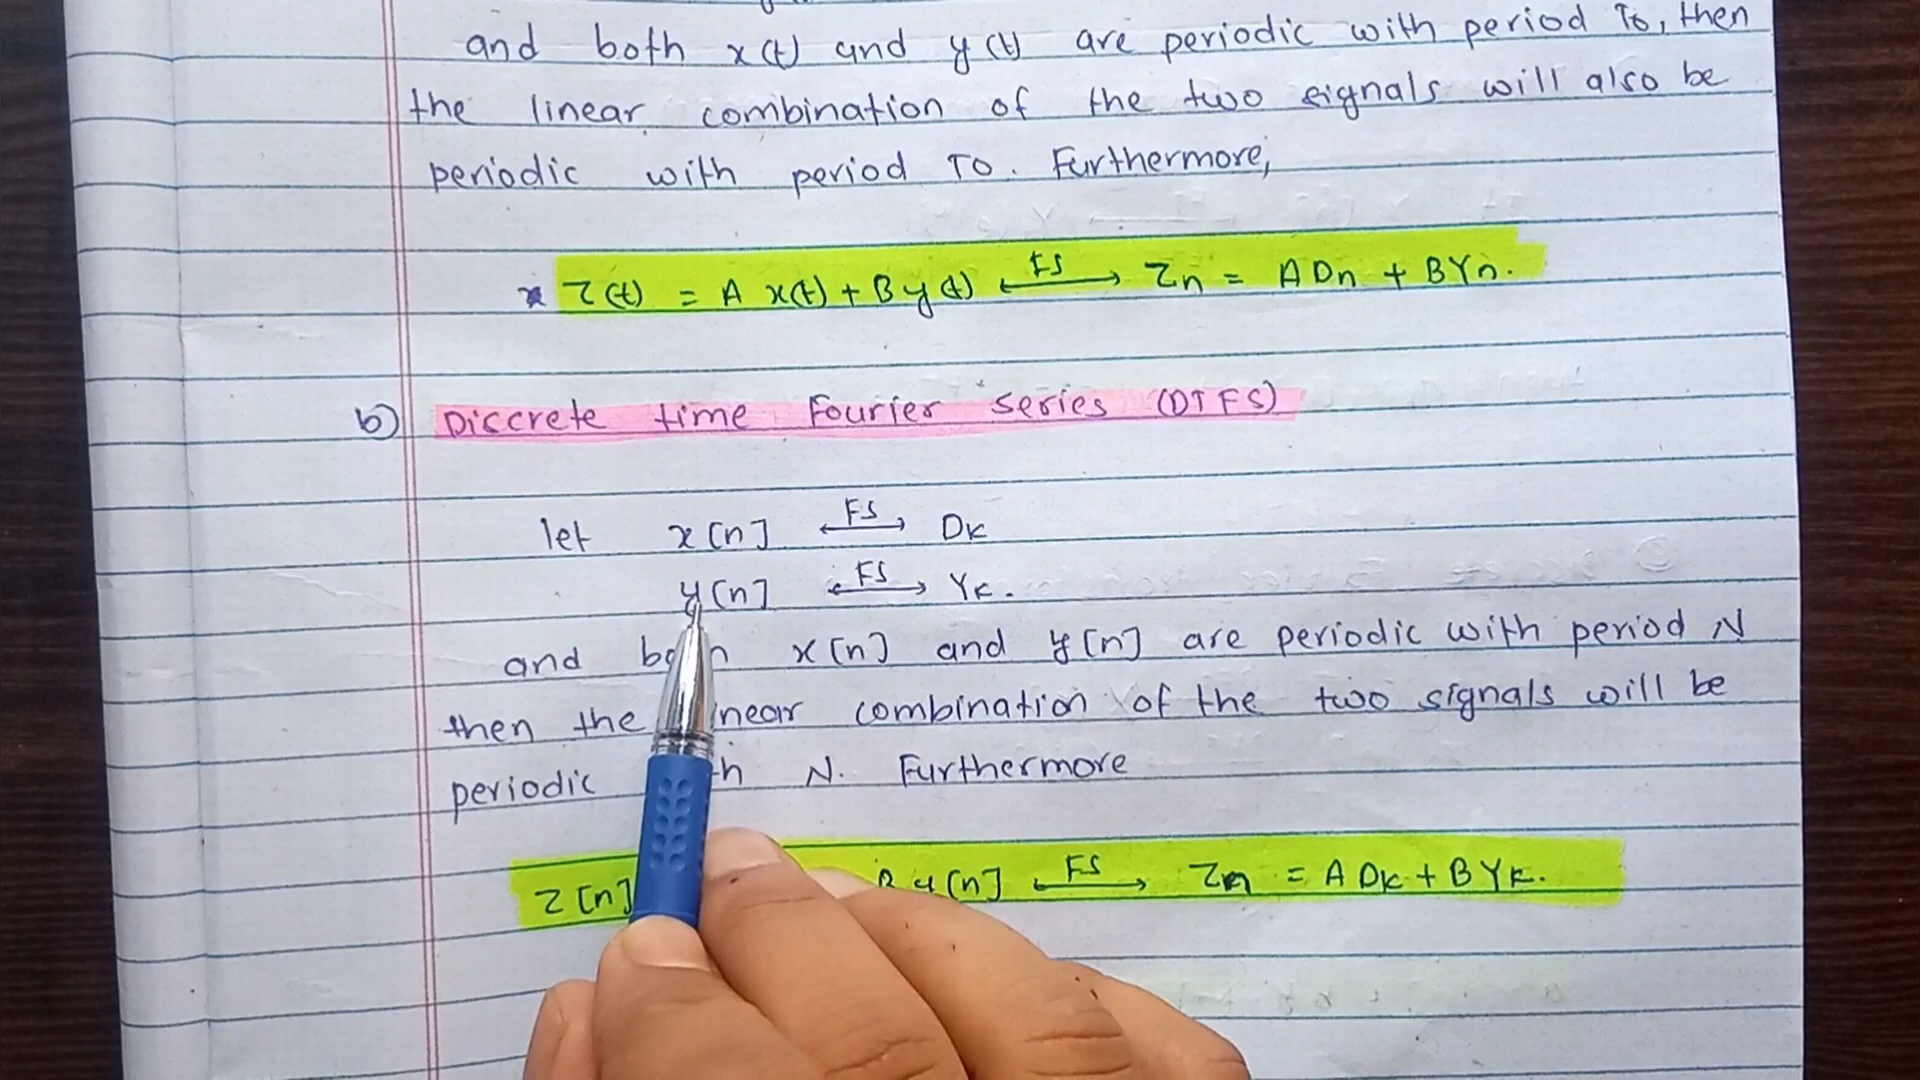 and both x(t) and y(t) are periodic with period To, then
the linear combination of the two signals will also be
periodic with period To. Furthermore,
* Z(t) = A x(t) + B y(t) <--FS--> Zn = A Dn + B Yn.
b) Discrete time Fourier Series (DTFS)
let x[n] <--FS--> Dk
y[n] <--FS--> Yk.
and x[n] and y[n] are periodic with period N
then the combination of the two signals will be
periodic N. Furthermore
Z[n] B y[n] <--FS--> = A Dk + B Yk.